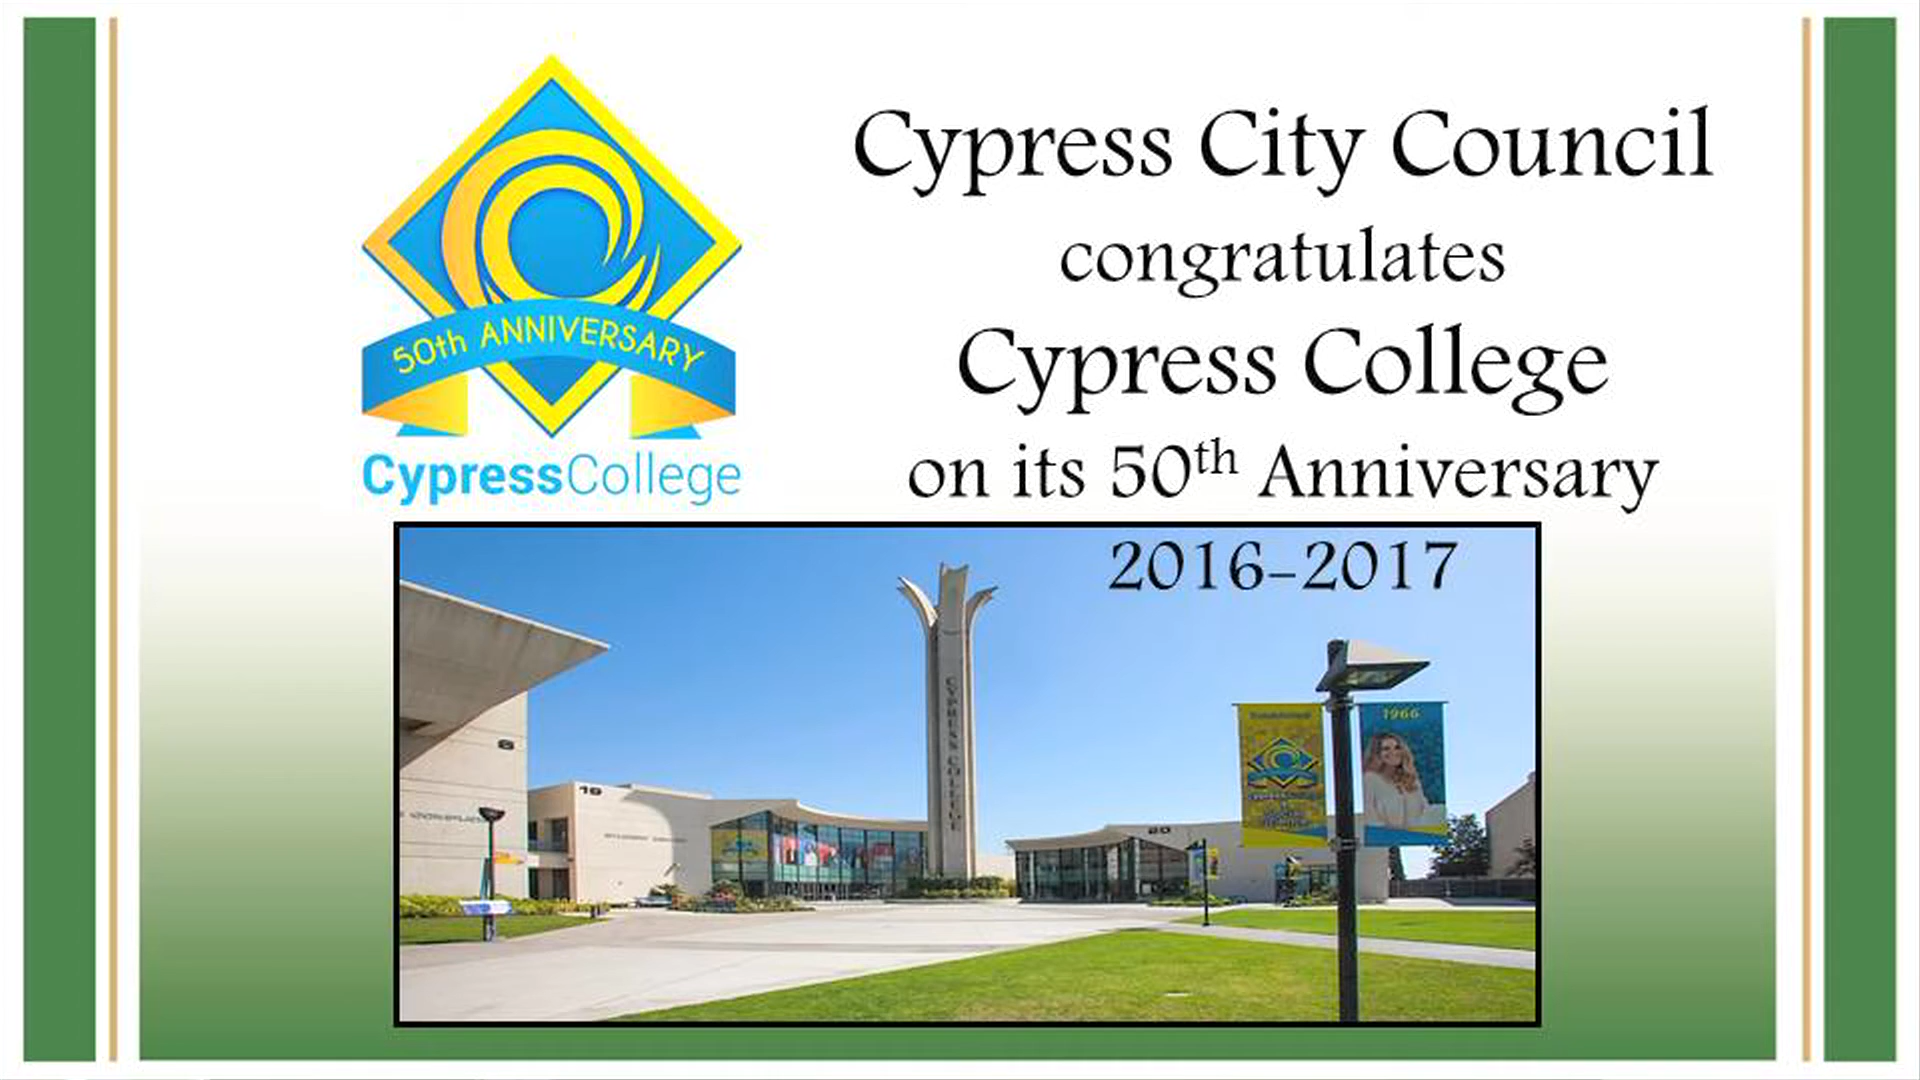 Cypress City Council
congratulates
Cypress College
on its 50th Anniversary
2016-2017
50th ANNIVERSARY
CypressCollege
CYPRESS COLLEGE
1966
6
19
20